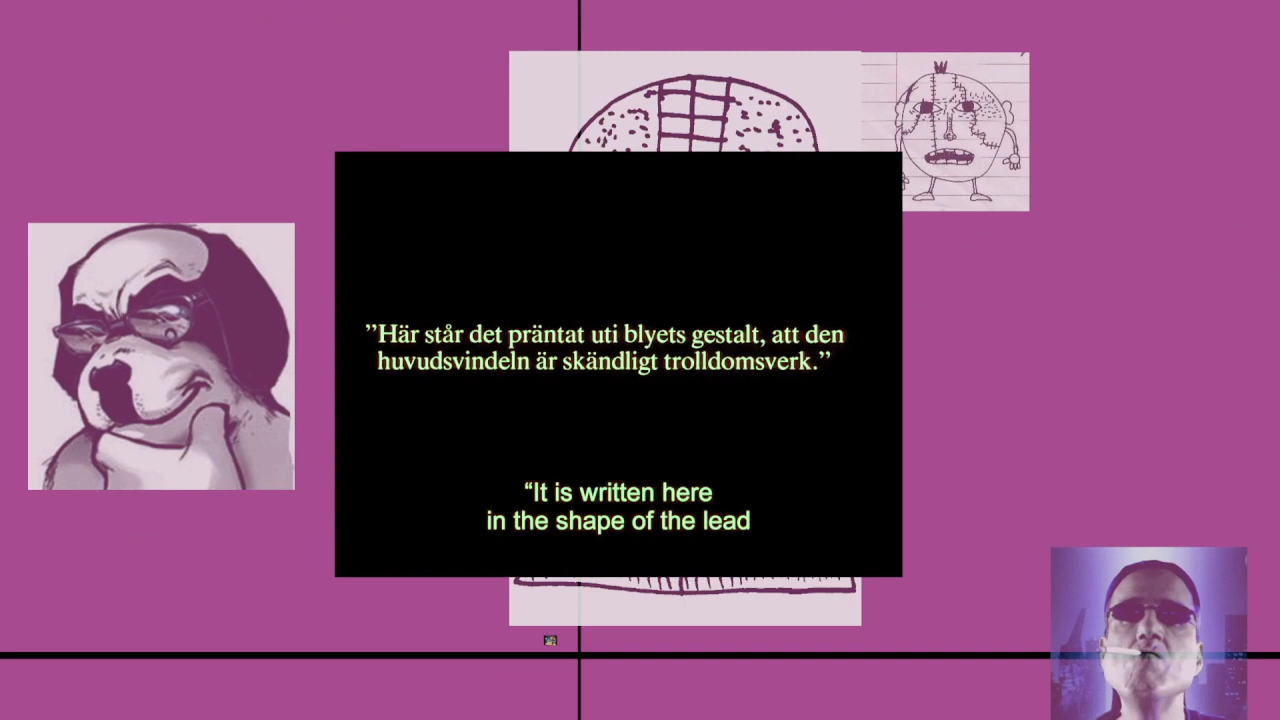 ”Här står det präntat uti blyets gestalt, att den
huvudsvindeln är skändligt trolldomsverk.”
“It is written here
in the shape of the lead